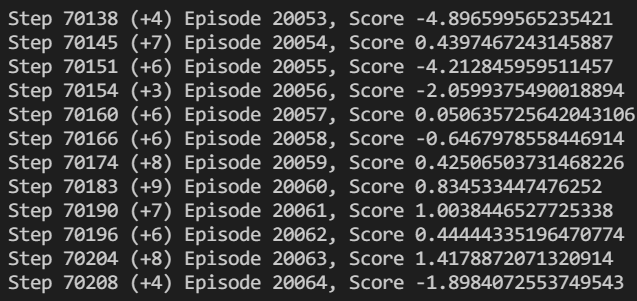 Step 70138 (+4) Episode 20053, Score -4.896599565235421
Step 70145 (+7) Episode 20054, Score 0.4397467243145887
Step 70151 (+6) Episode 20055, Score -4.212845959511457
Step 70154 (+3) Episode 20056, Score -2.0599375490018894
Step 70160 (+6) Episode 20057, Score 0.050635725642043106
Step 70166 (+6) Episode 20058, Score -0.6467978558446914
Step 70174 (+8) Episode 20059, Score 0.42506503731468226
Step 70183 (+9) Episode 20060, Score 0.834533447476252
Step 70190 (+7) Episode 20061, Score 1.0038446527725338
Step 70196 (+6) Episode 20062, Score 0.44444335196470774
Step 70204 (+8) Episode 20063, Score 1.4178872071320914
Step 70208 (+4) Episode 20064, Score -1.8984072553749543